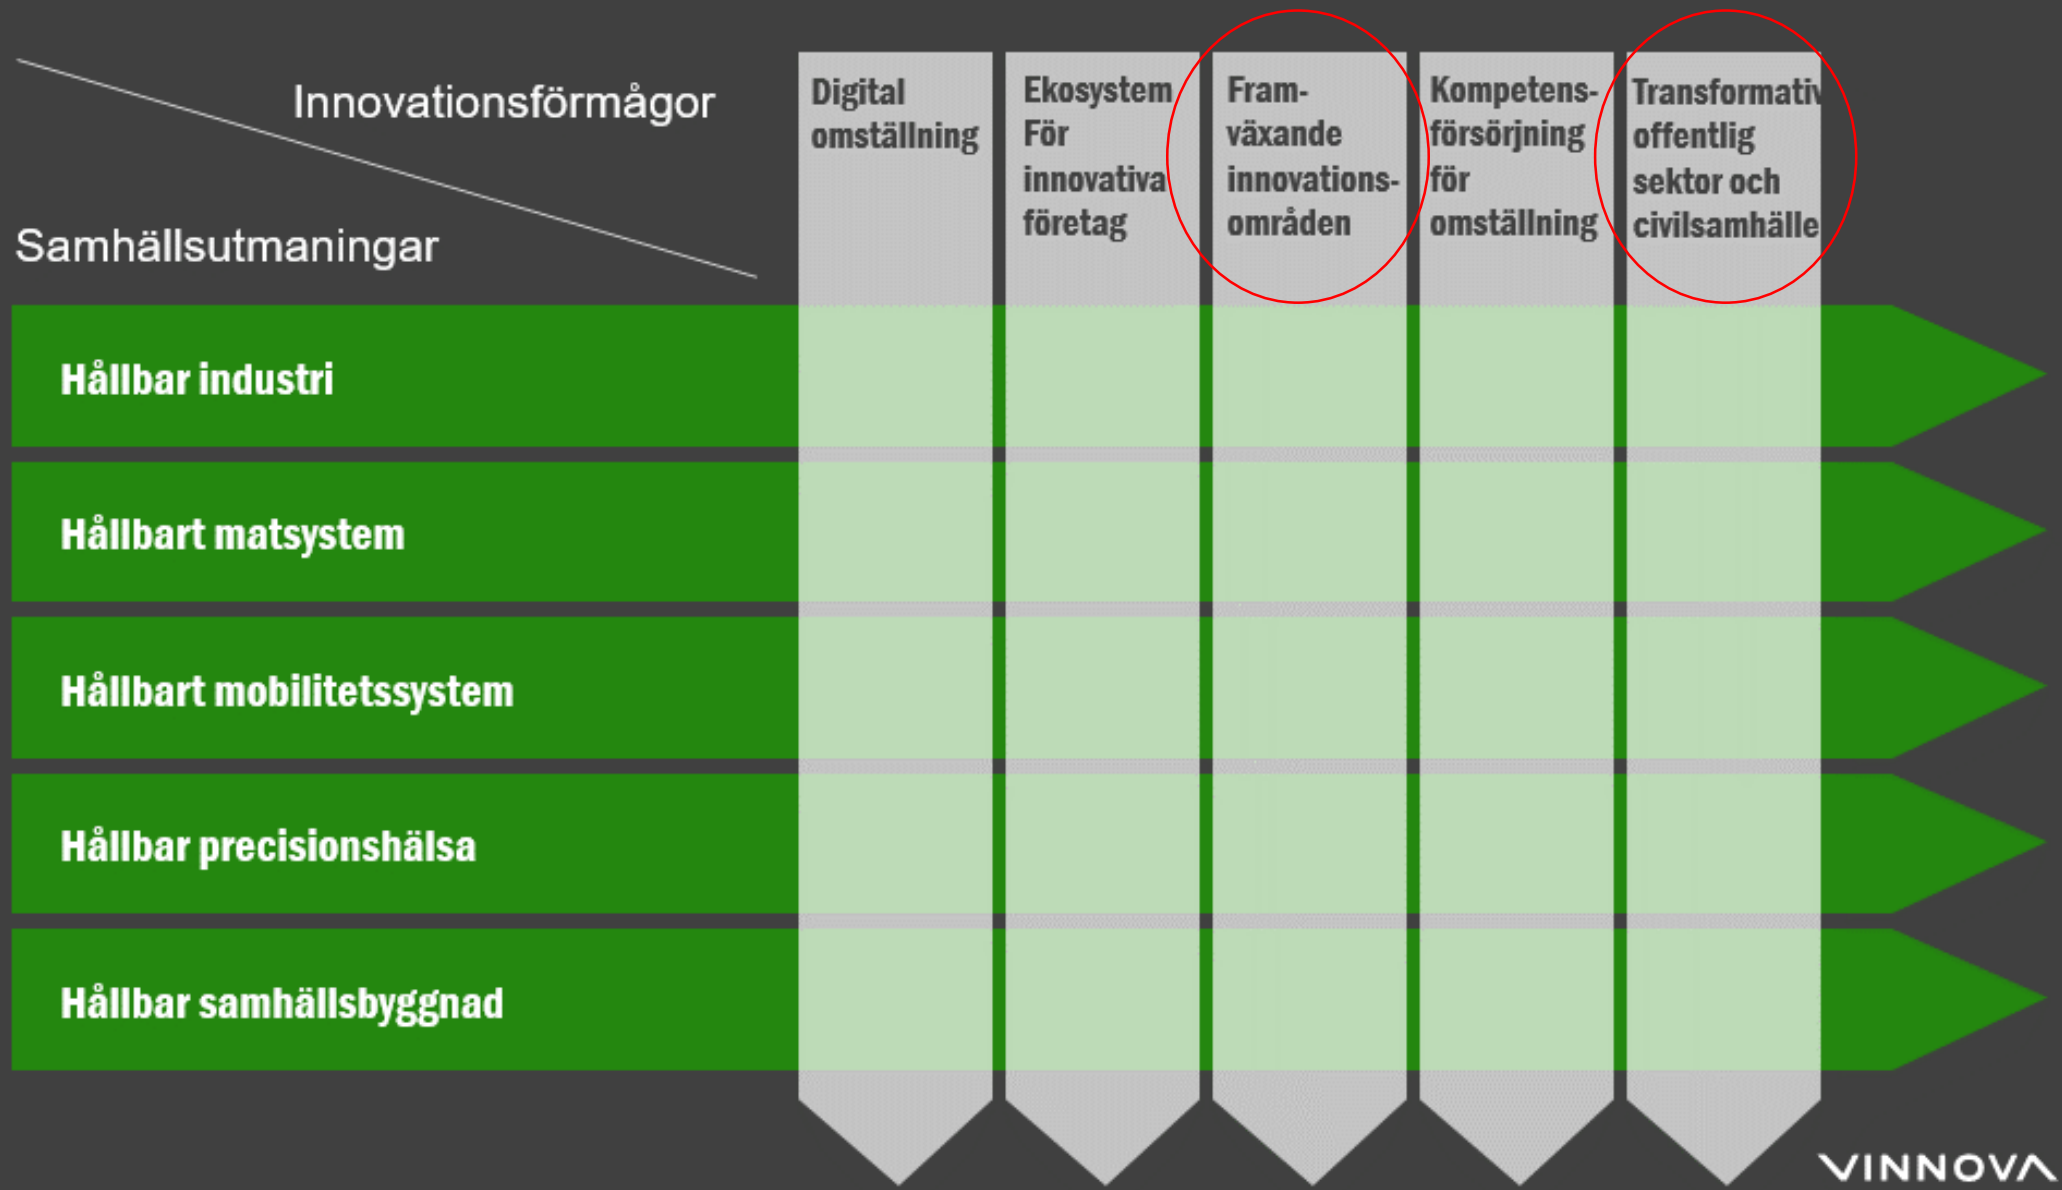 Innovationsförmågor
Samhällsutmaningar
Digital
omställning
Ekosystem
För
innovativa
företag
Fram-
växande
innovations-
områden
Kompetens-
försörjning
för
omställning
Transformativ
offentlig
sektor och
civilsamhälle
Hållbar industri
Hållbart matsystem
Hållbart mobilitetssystem
Hållbar precisionshälsa
Hållbar samhällsbyggnad
VINNOVA